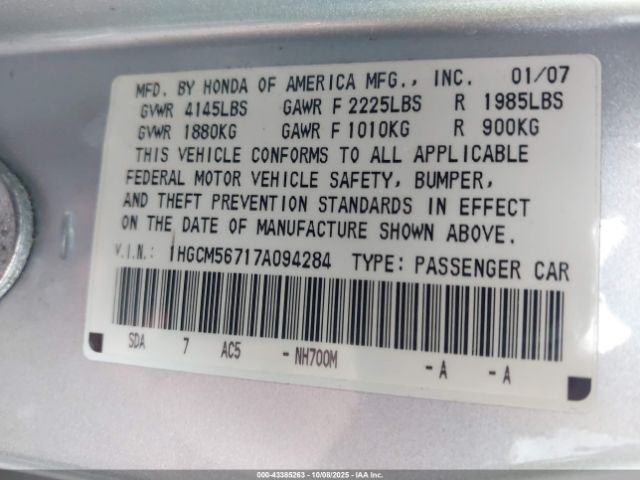 MFD. BY HONDA OF AMERICA MFG., INC. 01/07
GVWR 4145LBS GAWR F 2225LBS R 1985LBS
GVWR 1880KG GAWR F 1010KG R 900KG
THIS VEHICLE CONFORMS TO ALL APPLICABLE
FEDERAL MOTOR VEHICLE SAFETY, BUMPER,
AND THEFT PREVENTION STANDARDS IN EFFECT
ON THE DATE OF MANUFACTURE SHOWN ABOVE.
V.I.N.: 1HGCM56717A094284 TYPE: PASSENGER CAR
SDA 7 AC5 - NH700M - A - A
000-43385263 - 10/08/2025 - IAAI.com